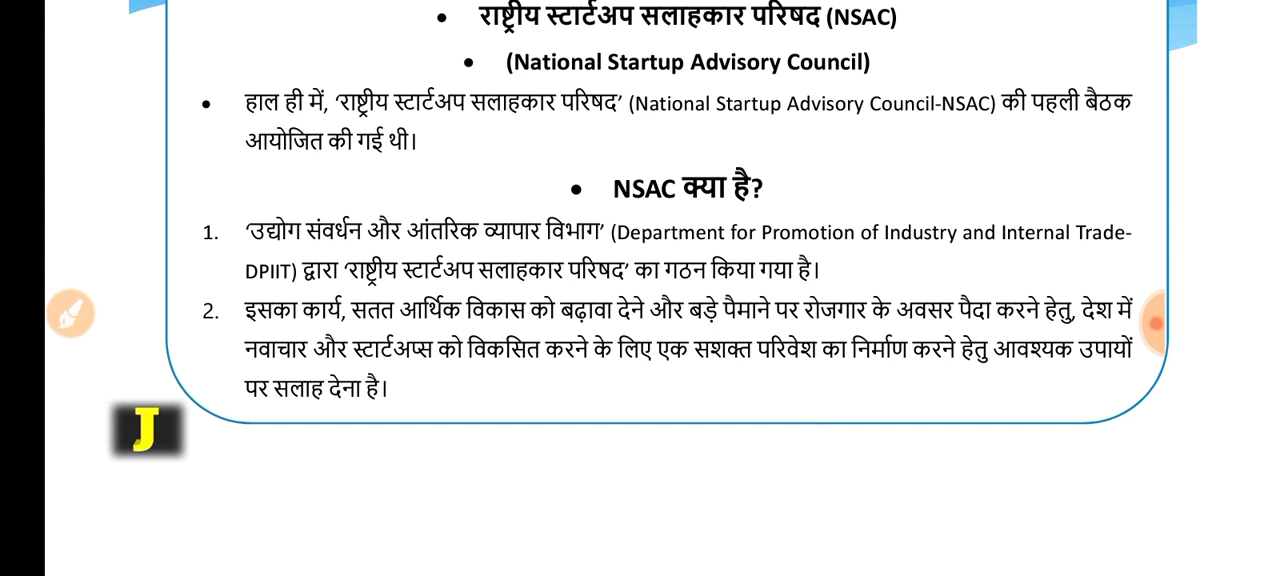 • राष्ट्रीय स्टार्टअप सलाहकार परिषद (NSAC)
• (National Startup Advisory Council)
• हाल ही में, ‘राष्ट्रीय स्टार्टअप सलाहकार परिषद’ (National Startup Advisory Council-NSAC) की पहली बैठक
आयोजित की गई थी।
• NSAC क्या है?
1. ‘उद्योग संवर्धन और आंतरिक व्यापार विभाग’ (Department for Promotion of Industry and Internal Trade-
DPIIT) द्वारा ‘राष्ट्रीय स्टार्टअप सलाहकार परिषद’ का गठन किया गया है।
2. इसका कार्य, सतत आर्थिक विकास को बढ़ावा देने और बड़े पैमाने पर रोजगार के अवसर पैदा करने हेतु, देश में
नवाचार और स्टार्टअप्स को विकसित करने के लिए एक सशक्त परिवेश का निर्माण करने हेतु आवश्यक उपायों
पर सलाह देना है।
J